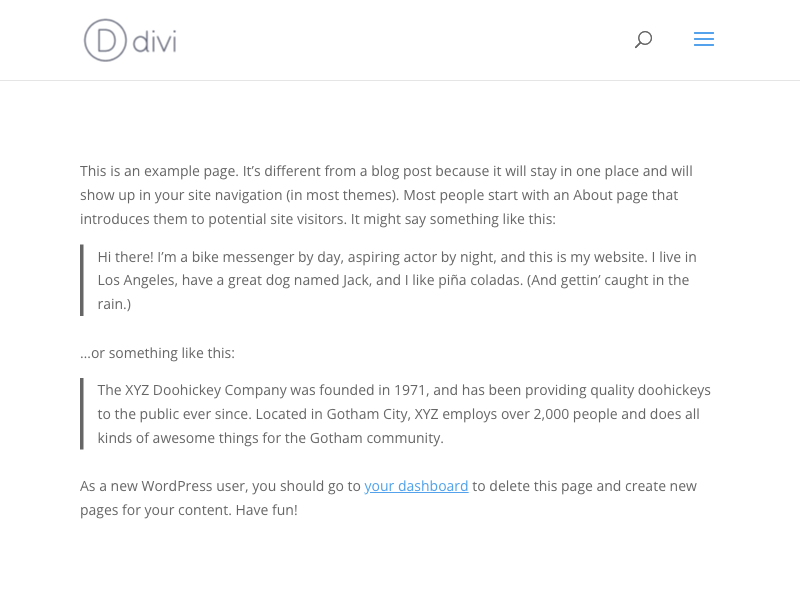 D divi
This is an example page. It’s different from a blog post because it will stay in one place and will
show up in your site navigation (in most themes). Most people start with an About page that
introduces them to potential site visitors. It might say something like this:
Hi there! I’m a bike messenger by day, aspiring actor by night, and this is my website. I live in
Los Angeles, have a great dog named Jack, and I like piña coladas. (And gettin’ caught in the
rain.)
…or something like this:
The XYZ Doohickey Company was founded in 1971, and has been providing quality doohickeys
to the public ever since. Located in Gotham City, XYZ employs over 2,000 people and does all
kinds of awesome things for the Gotham community.
As a new WordPress user, you should go to your dashboard to delete this page and create new
pages for your content. Have fun!